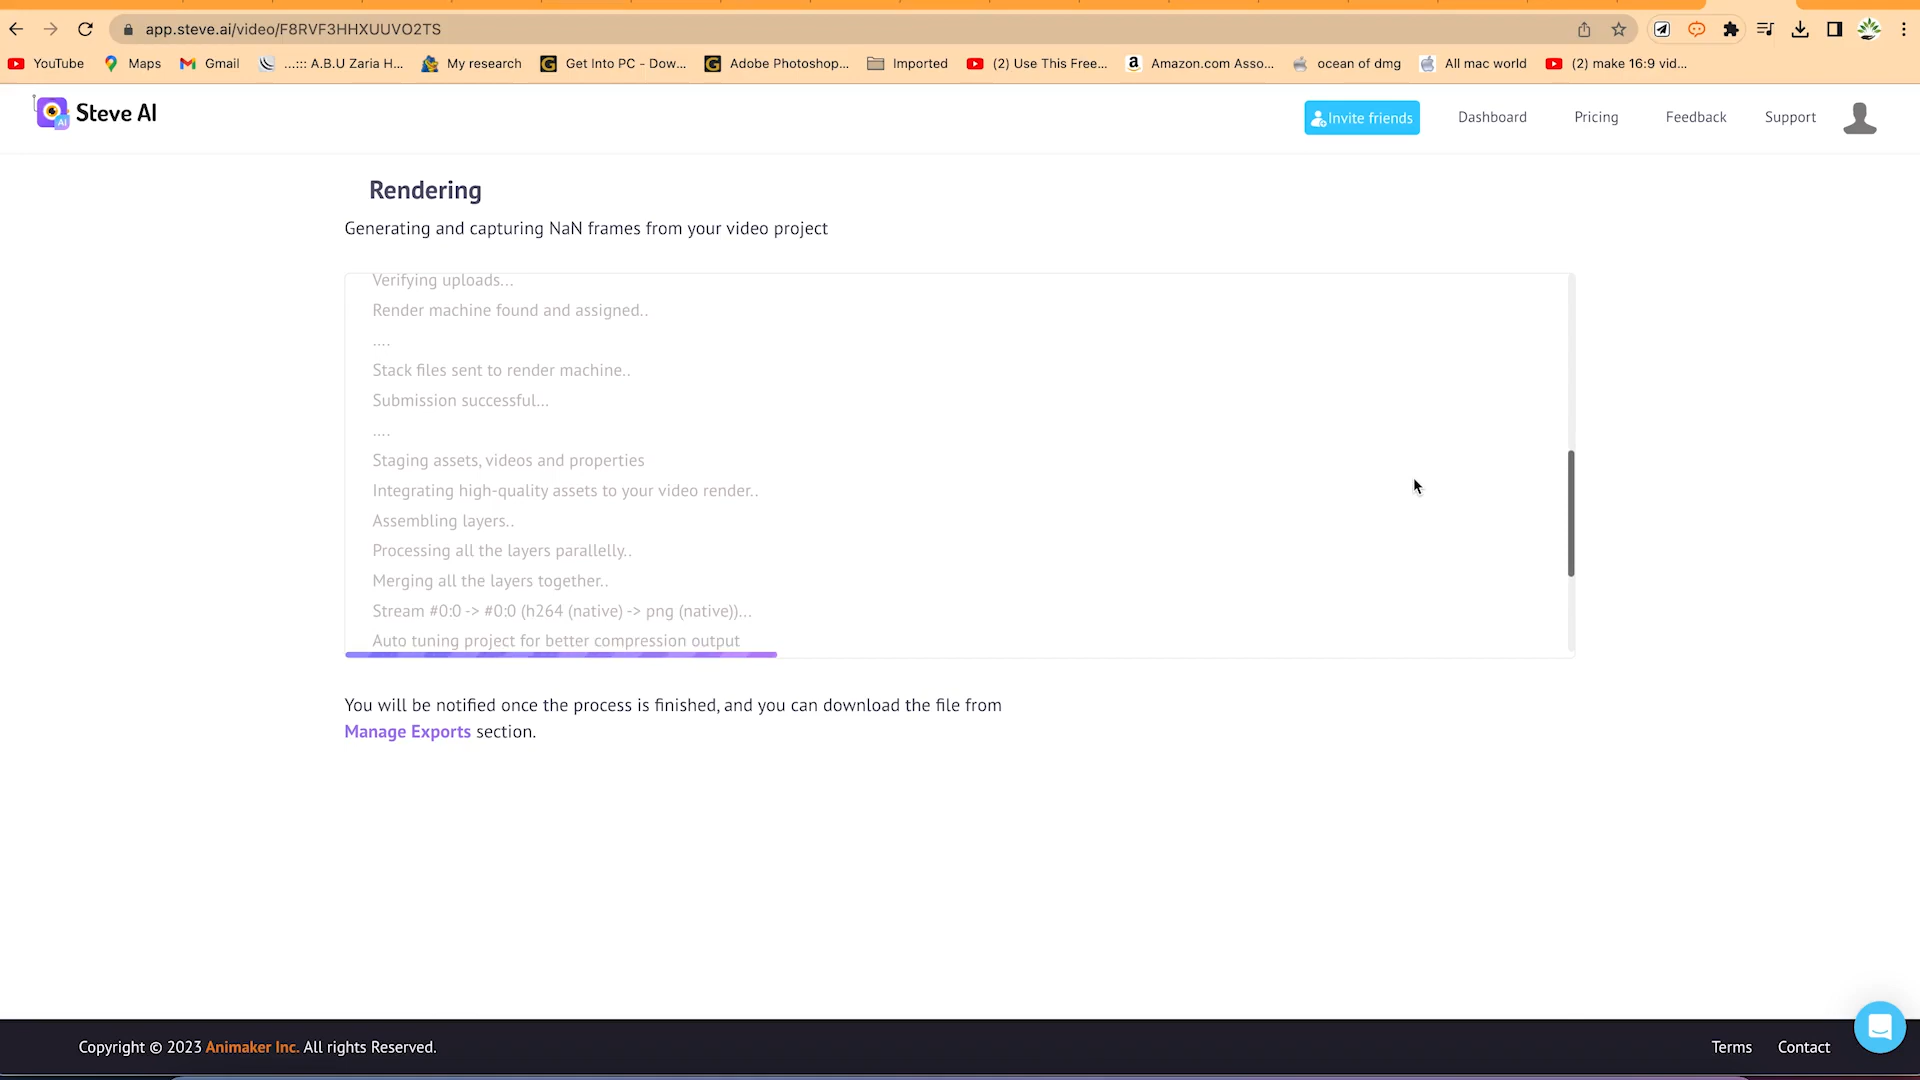 app.steve.ai/video/F8RVF3HHXUUVO2TS
YouTube Maps Gmail ...::: A.B.U Zaria H... My research Get Into PC - Dow... Adobe Photoshop... Imported (2) Use This Free... Amazon.com Asso... ocean of dmg All mac world (2) make 16:9 vid...
AI Steve AI Invite friends Dashboard Pricing Feedback Support
Rendering
Generating and capturing NaN frames from your video project
Verifying uploads...
Render machine found and assigned..
....
Stack files sent to render machine..
Submission successful...
....
Staging assets, videos and properties
Integrating high-quality assets to your video render..
Assembling layers..
Processing all the layers parallelly..
Merging all the layers together..
Stream #0:0 -> #0:0 (h264 (native) -> png (native))...
Auto tuning project for better compression output
You will be notified once the process is finished, and you can download the file from
Manage Exports section.
Copyright © 2023 Animaker Inc. All rights Reserved. Terms Contact